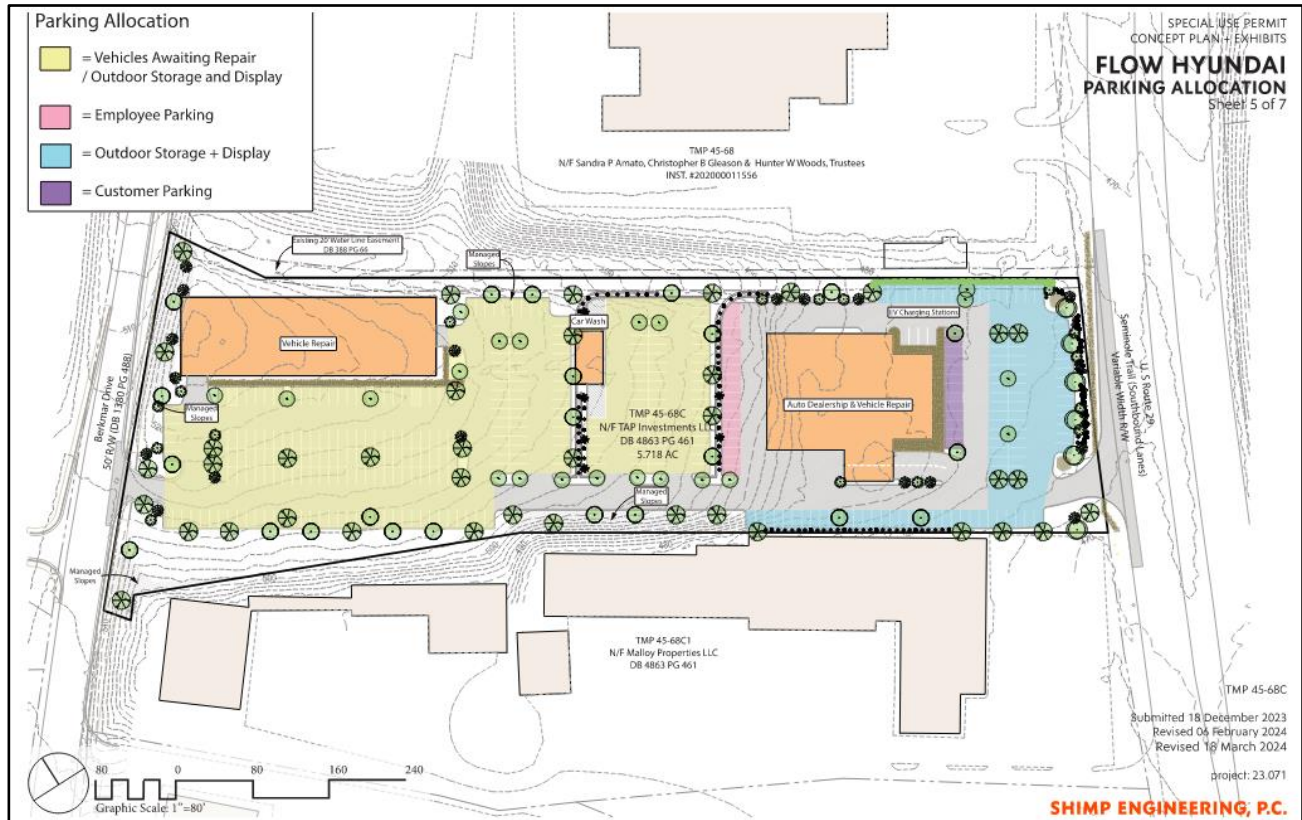 Parking Allocation
= Vehicles Awaiting Repair
/ Outdoor Storage and Display
= Employee Parking
= Outdoor Storage + Display
= Customer Parking
SPECIAL USE PERMIT
CONCEPT PLAN + EXHIBITS
FLOW HYUNDAI
PARKING ALLOCATION
Sheet 5 of 7
TMP 45-68
N/F Sandra P Amato, Christopher B Gleason & Hunter W Woods, Trustees
INST. #202000011556
Existing 20' Water Line Easement
DB 388 PG 66
Managed
Slopes
Vehicle Repair
Car Wash
EV Charging Stations
Auto Dealership & Vehicle Repair
Managed
Slopes
TMP 45-68C
N/F TAP Investments LLC
DB 4863 PG 461
5.718 AC
Managed
Slopes
Managed
Slopes
Berkmar Drive
50' R/W (DB 1380 PG 488)
U S Route 29
Seminole Trail (Southbound Lanes)
Variable Width R/W
TMP 45-68C1
N/F Malloy Properties LLC
DB 4863 PG 461
80 0 80 160 240
Graphic Scale: 1"=80'
TMP 45-68C
Submitted 18 December 2023
Revised 06 February 2024
Revised 18 March 2024
project: 23.071
SHIMP ENGINEERING, P.C.